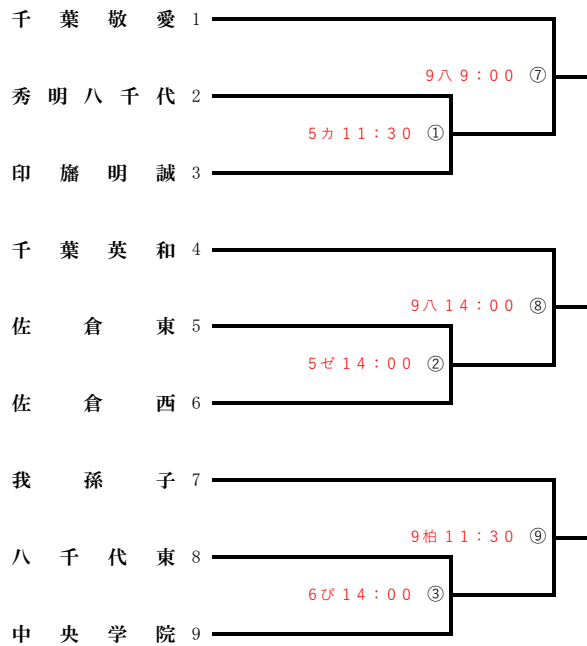 千葉敬愛 1
9八 9：00 ⑦
秀明八千代 2
5カ 11：30 ①
印旛明誠 3
千葉英和 4
9八 14：00 ⑧
佐倉東 5
5ゼ 14：00 ②
佐倉西 6
我孫子 7
9柏 11：30 ⑨
八千代東 8
6ぴ 14：00 ③
中央学院 9